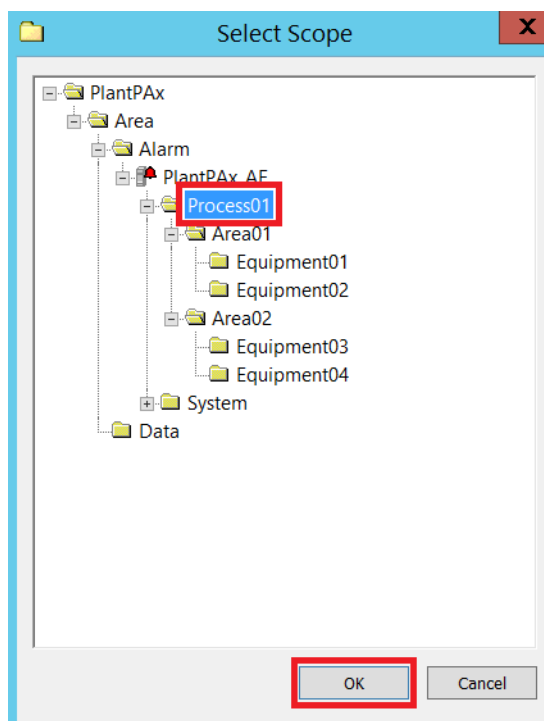 Select Scope
X
PlantPAx
Area
Alarm
PlantPAx_AE
Process01
Area01
Equipment01
Equipment02
Area02
Equipment03
Equipment04
System
Data
OK Cancel